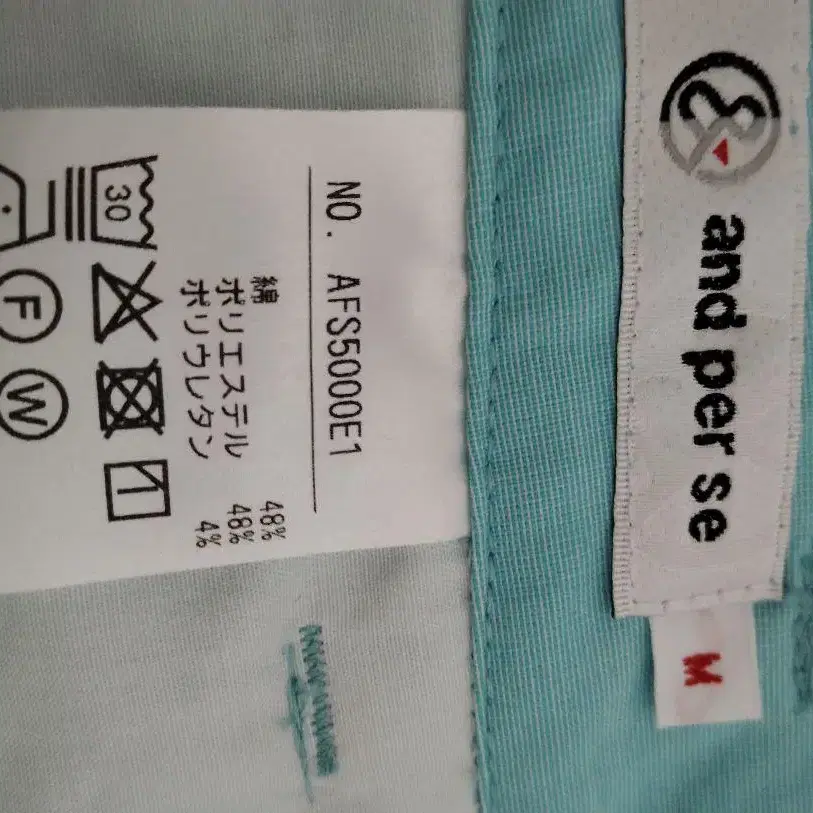 & and per se
M
NO. AFS5000E1
綿 48%
ポリエステル 48%
ポリウレタン 4%
30
F
W